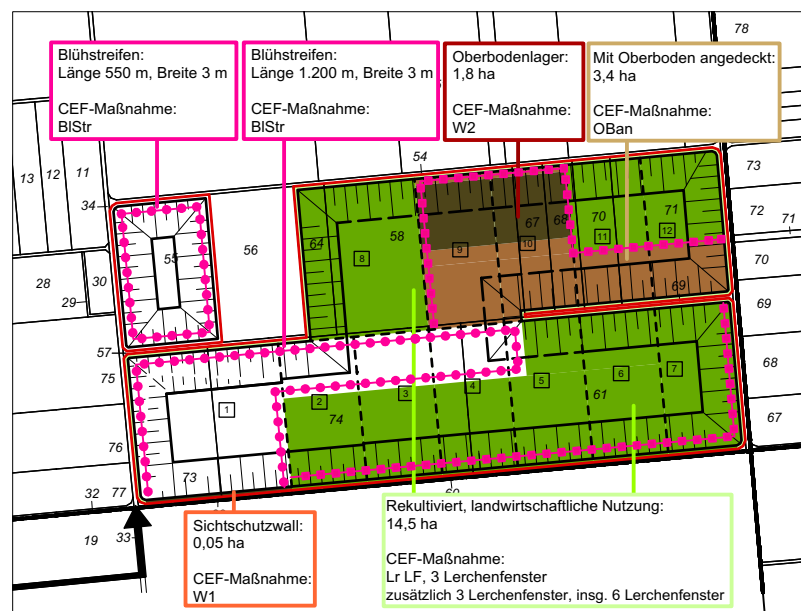 Blühstreifen:
Länge 550 m, Breite 3 m
CEF-Maßnahme:
BlStr
Blühstreifen:
Länge 1.200 m, Breite 3 m
CEF-Maßnahme:
BlStr
Oberbodenlager:
1,8 ha
CEF-Maßnahme:
W2
Mit Oberboden angedeckt:
3,4 ha
CEF-Maßnahme:
OBan
78
13
12
11
34
54
73
72
71
70
69
68
67
28
29
30
55
56
64
58
67
68
70
71
69
8
9
10
11
12
57
75
76
77
32
19
33
73
74
61
60
1
2
3
4
5
6
7
Sichtschutzwall:
0,05 ha
CEF-Maßnahme:
W1
Rekultiviert, landwirtschaftliche Nutzung:
14,5 ha
CEF-Maßnahme:
Lr LF, 3 Lerchenfenster
zusätzlich 3 Lerchenfenster, insg. 6 Lerchenfenster